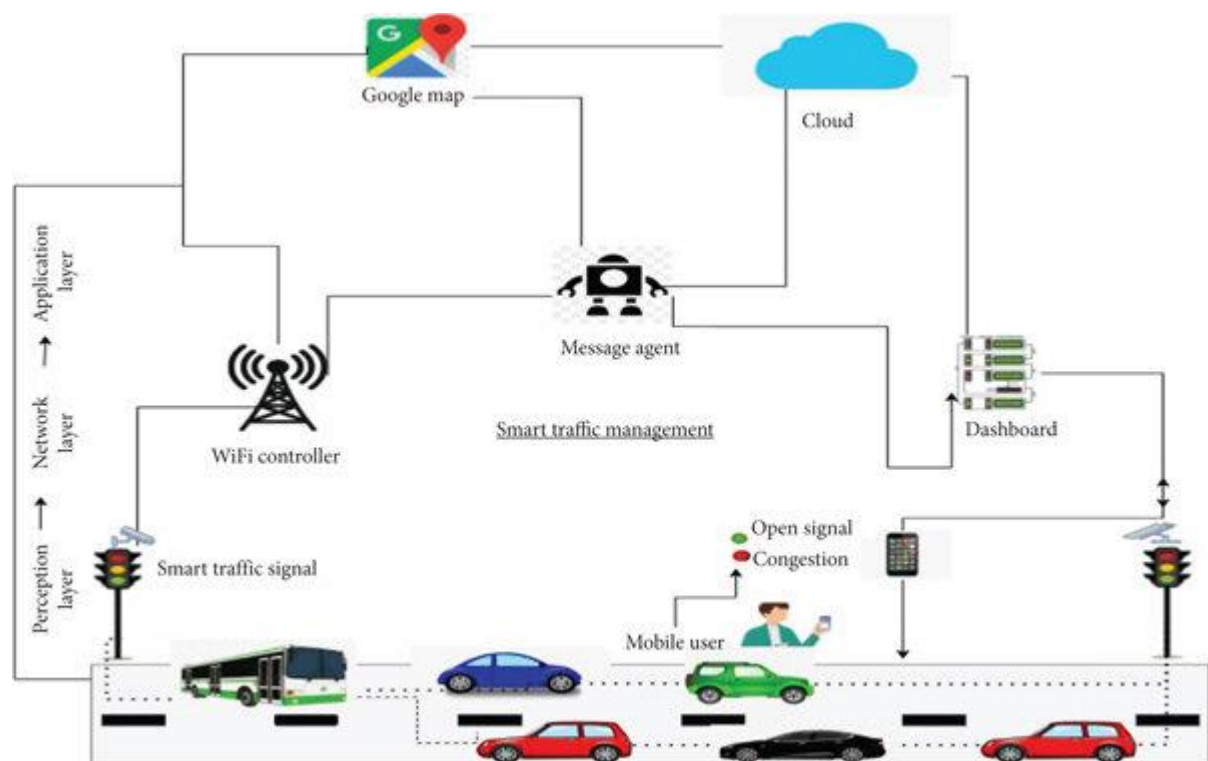 G
Google map
Cloud
Application
layer
Message agent
Network
layer
Smart traffic management
Dashboard
WiFi controller
Open signal
Congestion
Perception
layer
Smart traffic signal
Mobile user